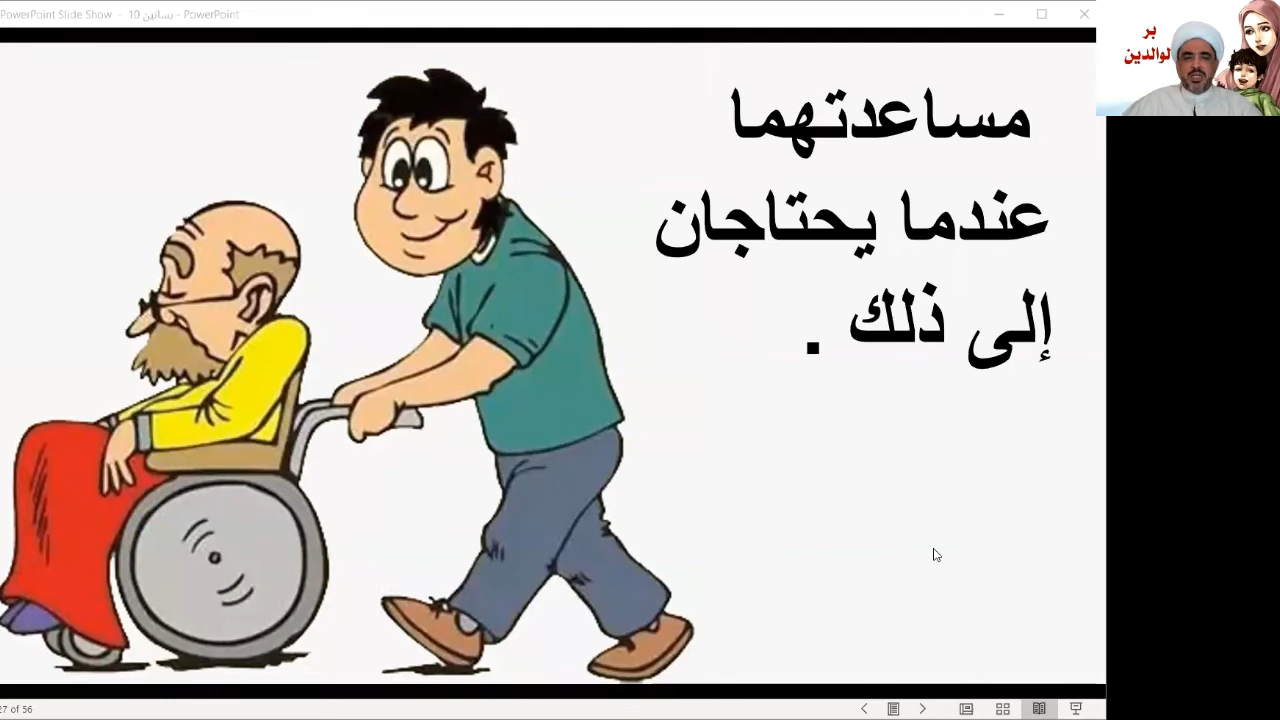 PowerPoint Slide Show - بساتين 10 - PowerPoint
بر
لوالدين
مساعدتهما
عندما يحتاجان
إلى ذلك .
27 of 56